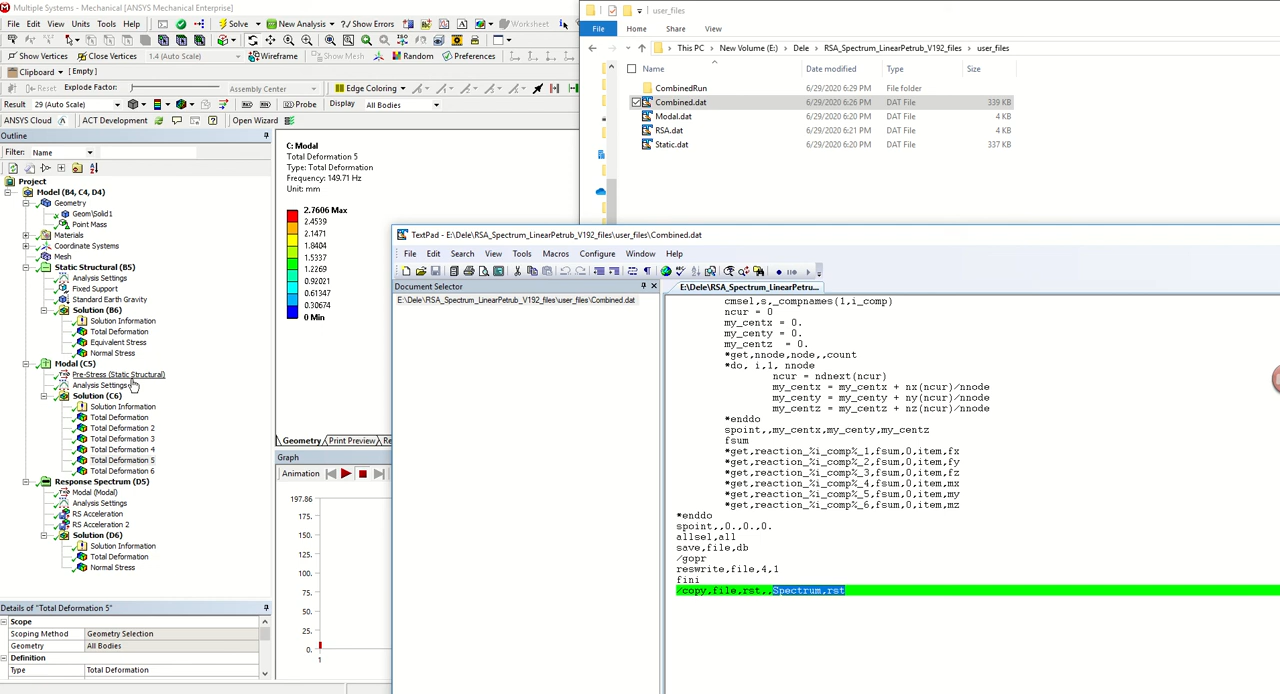 Multiple Systems - Mechanical [ANSYS Mechanical Enterprise]
File Edit View Units Tools Help Solve New Analysis ?/ Show Errors Worksheet
Show Vertices Close Vertices 1.4 (Auto Scale) Wireframe Show Mesh Random Preferences
Clipboard [ Empty ]
Reset Explode Factor: Assembly Center Edge Coloring
Result 29 (Auto Scale) Probe Display All Bodies
ANSYS Cloud ACT Development Open Wizard
Outline
Filter: Name
Project
Model (B4, C4, D4)
Geometry
Geom\Solid1
Point Mass
Materials
Coordinate Systems
Mesh
Static Structural (B5)
Analysis Settings
Fixed Support
Standard Earth Gravity
Solution (B6)
Solution Information
Total Deformation
Equivalent Stress
Normal Stress
Modal (C5)
Pre-Stress (Static Structural)
Analysis Settings
Solution (C6)
Solution Information
Total Deformation
Total Deformation 2
Total Deformation 3
Total Deformation 4
Total Deformation 5
Total Deformation 6
Response Spectrum (D5)
Modal (Modal)
Analysis Settings
RS Acceleration
RS Acceleration 2
Solution (D6)
Solution Information
Total Deformation
Normal Stress
Details of "Total Deformation 5"
Scope
Scoping Method Geometry Selection
Geometry All Bodies
Definition
Type Total Deformation
C: Modal
Total Deformation 5
Type: Total Deformation
Frequency: 149.71 Hz
Unit: mm
2.7606 Max
2.4539
2.1471
1.8404
1.5337
1.2269
0.92021
0.61347
0.30674
0 Min
Geometry Print Preview Re
Graph
Animation
197.86
175.
150.
125.
100.
75.
50.
25.
0.
1
user_files
File Home Share View
This PC New Volume (E:) Dele RSA_Spectrum_LinearPetrub_V192_files user_files
Name Date modified Type Size
CombinedRun 6/29/2020 6:29 PM File folder
Combined.dat 6/29/2020 6:26 PM DAT File 339 KB
Modal.dat 6/29/2020 6:20 PM DAT File 4 KB
RSA.dat 6/29/2020 6:21 PM DAT File 4 KB
Static.dat 6/29/2020 6:20 PM DAT File 337 KB
TextPad - E:\Dele\RSA_Spectrum_LinearPetrub_V192_files\user_files\Combined.dat
File Edit Search View Tools Macros Configure Window Help
Document Selector
E:\Dele\RSA_Spectrum_LinearPetrub_V192_files\user_files\Combined.dat
E:\Dele\RSA_Spectrum_LinearPetru...
cmsel,s,_compnames(1,i_comp)
ncur = 0
my_centx = 0.
my_centy = 0.
my_centz = 0.
*get,nnode,node,,count
*do, i,1, nnode
ncur = ndnext(ncur)
my_centx = my_centx + nx(ncur)/nnode
my_centy = my_centy + ny(ncur)/nnode
my_centz = my_centz + nz(ncur)/nnode
*enddo
spoint,,my_centx,my_centy,my_centz
fsum
*get,reaction_%i_comp%_1,fsum,0,item,fx
*get,reaction_%i_comp%_2,fsum,0,item,fy
*get,reaction_%i_comp%_3,fsum,0,item,fz
*get,reaction_%i_comp%_4,fsum,0,item,mx
*get,reaction_%i_comp%_5,fsum,0,item,my
*get,reaction_%i_comp%_6,fsum,0,item,mz
*enddo
spoint,,0.,0.,0.
allsel,all
save,file,db
/gopr
reswrite,file,4,1
fini
/copy,file,rst,,Spectrum,rst